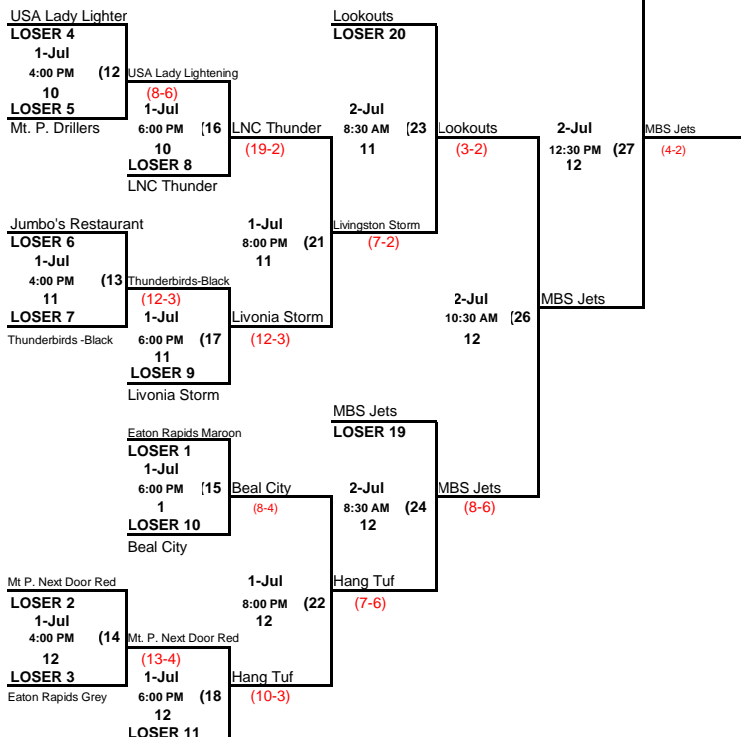 USA Lady Lighter
LOSER 4
1-Jul
4:00 PM (12
10
LOSER 5
Mt. P. Drillers
USA Lady Lightening
(8-6)
1-Jul
6:00 PM (16
10
LOSER 8
LNC Thunder
LNC Thunder
(19-2)
Jumbo's Restaurant
LOSER 6
1-Jul
4:00 PM (13
11
LOSER 7
Thunderbirds -Black
Thunderbirds-Black
(12-3)
1-Jul
6:00 PM (17
11
LOSER 9
Livonia Storm
Livonia Storm
(12-3)
1-Jul
8:00 PM (21
11
Lookouts
LOSER 20
2-Jul
8:30 AM (23
11
Livingston Storm
(7-2)
Lookouts
(3-2)
Eaton Rapids Maroon
LOSER 1
1-Jul
6:00 PM (15
1
LOSER 10
Beal City
Beal City
(8-4)
Mt P. Next Door Red
LOSER 2
1-Jul
4:00 PM (14
12
LOSER 3
Eaton Rapids Grey
Mt. P. Next Door Red
(13-4)
1-Jul
6:00 PM (18
12
LOSER 11
Hang Tuf
(10-3)
1-Jul
8:00 PM (22
12
MBS Jets
LOSER 19
2-Jul
8:30 AM (24
12
Hang Tuf
(7-6)
MBS Jets
(8-6)
2-Jul
10:30 AM (26
12
MBS Jets
2-Jul
12:30 PM (27
12
MBS Jets
(4-2)